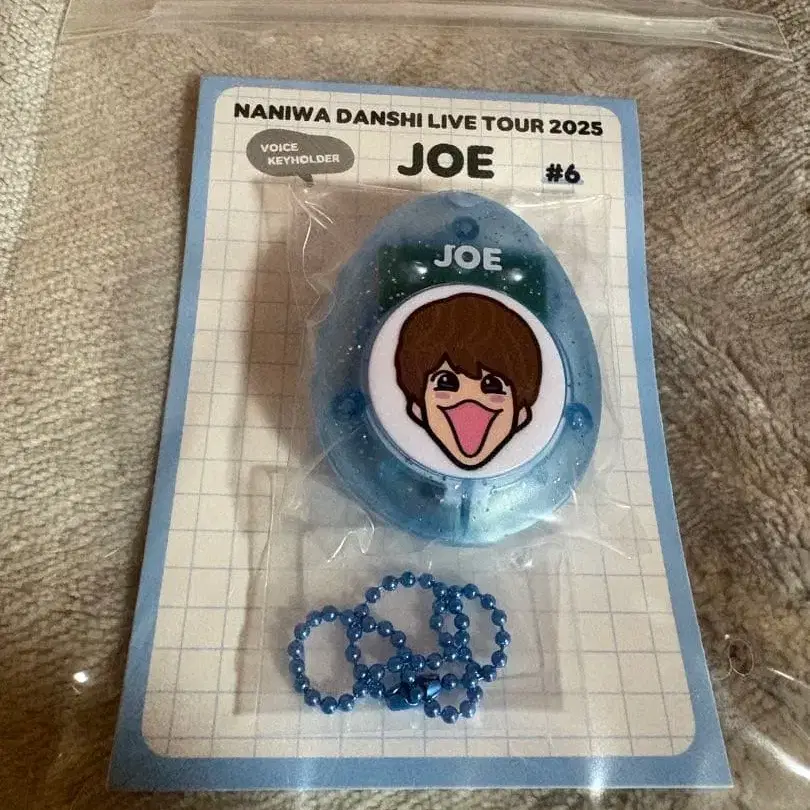 NANIWA DANSHI LIVE TOUR 2025
VOICE
KEYHOLDER
JOE
#6
JOE